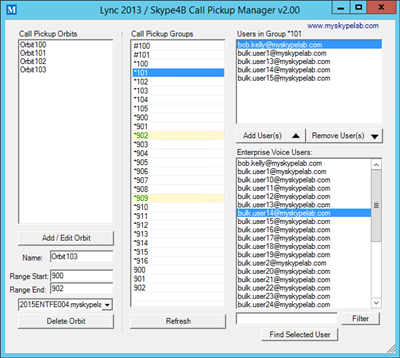 Lync 2013 / Skype4B Call Pickup Manager v2.00
www.myskypelab.com
Call Pickup Orbits
Orbit100
Orbit101
Orbit102
Orbit103
Add / Edit Orbit
Name: Orbit103
Range Start: 900
Range End: 902
2015ENTFE004.myskypela
Delete Orbit
Call Pickup Groups
#100
#101
*100
*101
*102
*103
*104
*105
*900
*901
*902
*903
*904
*905
*906
*907
*908
*909
*910
*911
*912
*913
*914
*915
*916
900
901
902
Refresh
Users in Group *101
bob.kelly@myskypelab.com
bulk.user1@myskypelab.com
bulk.user13@myskypelab.com
bulk.user14@myskypelab.com
bulk.user15@myskypelab.com
Add User(s) ▲ Remove User(s) ▼
Enterprise Voice Users:
bob.kelly@myskypelab.com
bulk.user1@myskypelab.com
bulk.user10@myskypelab.com
bulk.user11@myskypelab.com
bulk.user12@myskypelab.com
bulk.user13@myskypelab.com
bulk.user14@myskypelab.com
bulk.user15@myskypelab.com
bulk.user16@myskypelab.com
bulk.user17@myskypelab.com
bulk.user18@myskypelab.com
bulk.user19@myskypelab.com
bulk.user2@myskypelab.com
bulk.user20@myskypelab.com
bulk.user21@myskypelab.com
bulk.user22@myskypelab.com
bulk.user23@myskypelab.com
bulk.user24@myskypelab.com
Filter
Find Selected User